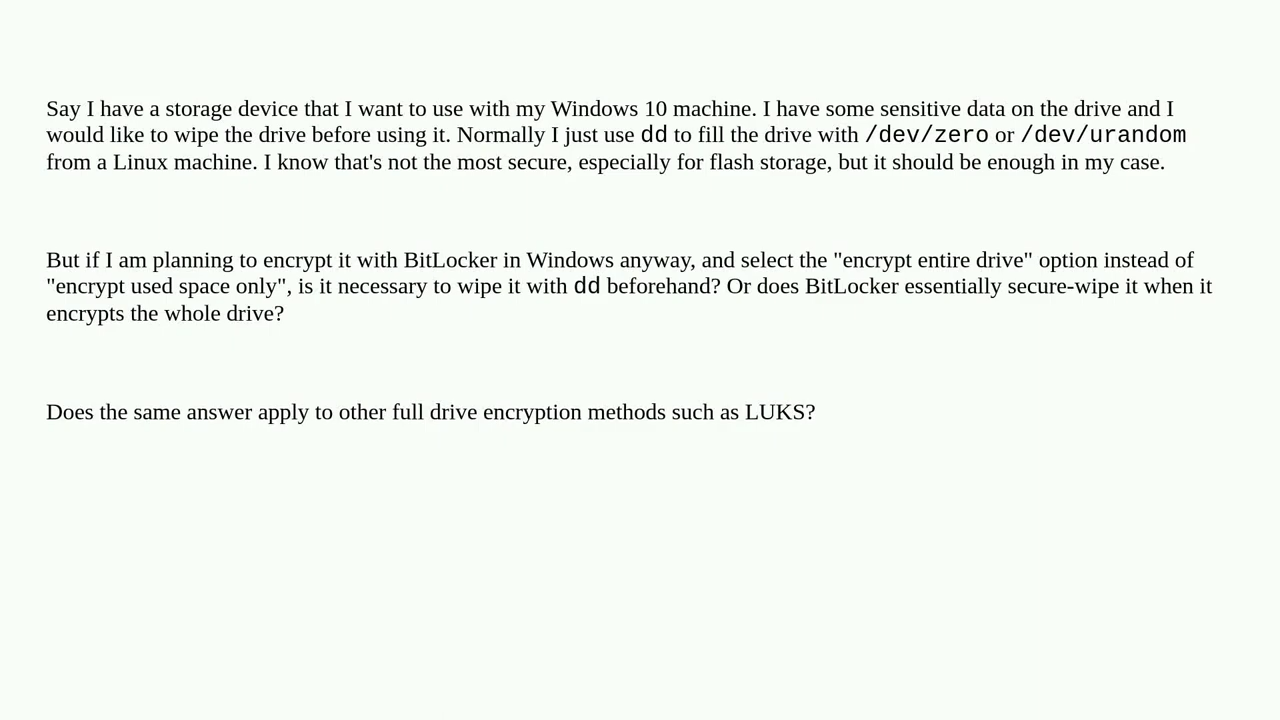 Say I have a storage device that I want to use with my Windows 10 machine. I have some sensitive data on the drive and I
would like to wipe the drive before using it. Normally I just use dd to fill the drive with /dev/zero or /dev/urandom
from a Linux machine. I know that's not the most secure, especially for flash storage, but it should be enough in my case.
But if I am planning to encrypt it with BitLocker in Windows anyway, and select the "encrypt entire drive" option instead of
"encrypt used space only", is it necessary to wipe it with dd beforehand? Or does BitLocker essentially secure-wipe it when it
encrypts the whole drive?
Does the same answer apply to other full drive encryption methods such as LUKS?